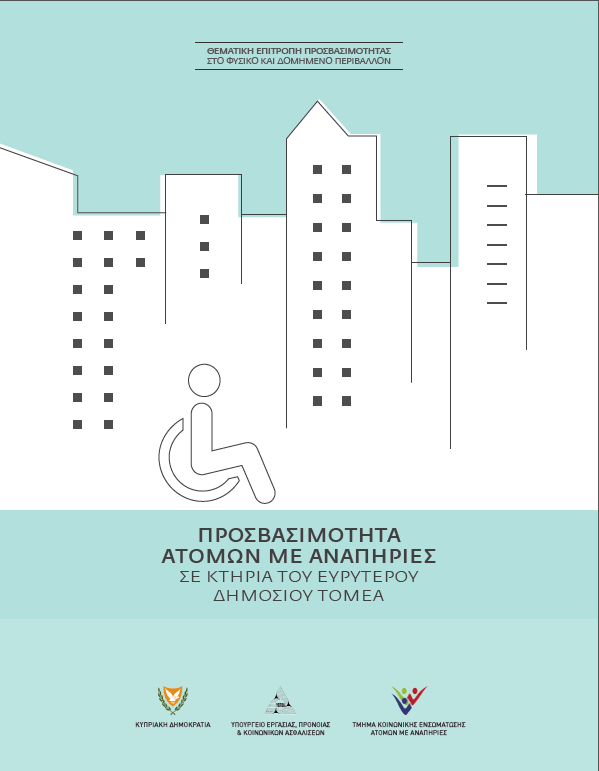 ΘΕΜΑΤΙΚΗ ΕΠΙΤΡΟΠΗ ΠΡΟΣΒΑΣΙΜΟΤΗΤΑΣ
ΣΤΟ ΦΥΣΙΚΟ ΚΑΙ ΔΟΜΗΜΕΝΟ ΠΕΡΙΒΑΛΛΟΝ
ΠΡΟΣΒΑΣΙΜΟΤΗΤΑ
ΑΤΟΜΩΝ ΜΕ ΑΝΑΠΗΡΙΕΣ
ΣΕ ΚΤΗΡΙΑ ΤΟΥ ΕΥΡΥΤΕΡΟΥ
ΔΗΜΟΣΙΟΥ ΤΟΜΕΑ
ΚΥΠΡΙΑΚΗ ΔΗΜΟΚΡΑΤΙΑ
ΥΠΟΥΡΓΕΙΟ ΕΡΓΑΣΙΑΣ, ΠΡΟΝΟΙΑΣ
& ΚΟΙΝΩΝΙΚΩΝ ΑΣΦΑΛΙΣΕΩΝ
ΤΜΗΜΑ ΚΟΙΝΩΝΙΚΗΣ ΕΝΣΩΜΑΤΩΣΗΣ
ΑΤΟΜΩΝ ΜΕ ΑΝΑΠΗΡΙΕΣ